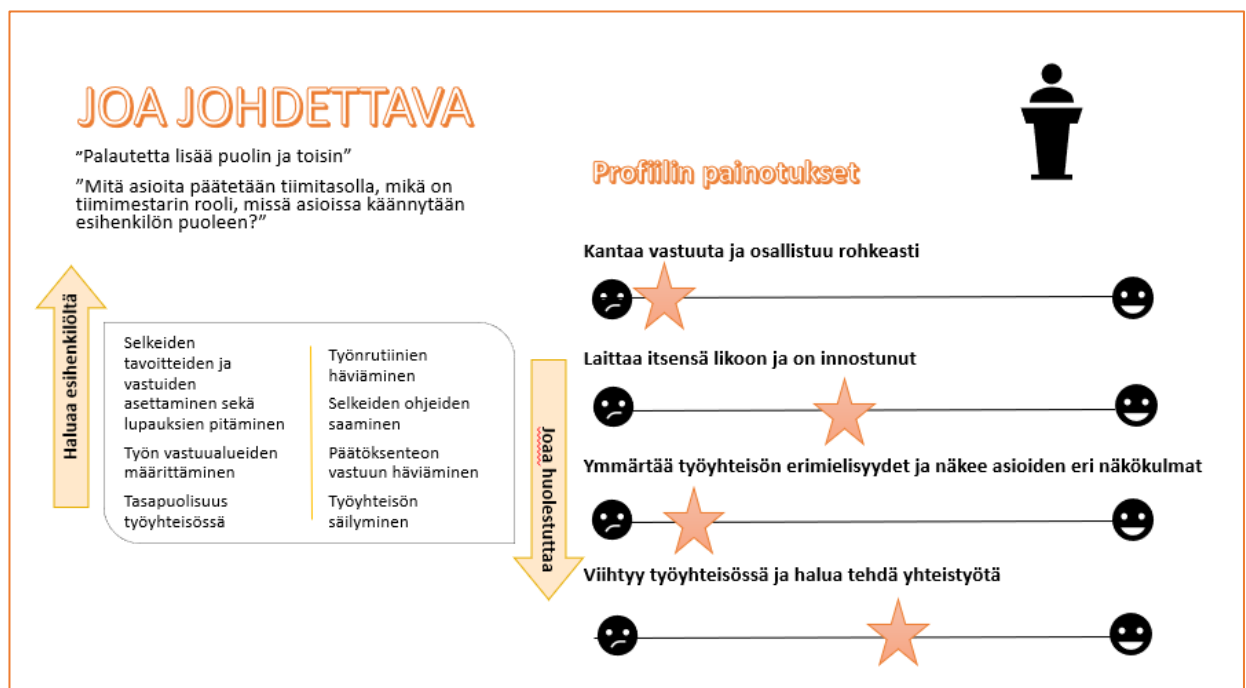 JOA JOHDETTAVA
”Palautetta lisää puolin ja toisin”
”Mitä asioita päätetään tiimitasolla, mikä on
tiimimestarin rooli, missä asioissa käännytään
esihenkilön puoleen?”
Haluaa esihenkilöltä
Selkeiden
tavoitteiden ja
vastuiden
asettaminen sekä
lupauksien pitäminen
Työn vastuualueiden
määrittäminen
Tasapuolisuus
työyhteisössä
Työnrutiinien
häviäminen
Selkeiden ohjeiden
saaminen
Päätöksenteon
vastuun häviäminen
Työyhteisön
säilyminen
Joaa huolestuttaa
Profiilin painotukset
Kantaa vastuuta ja osallistuu rohkeasti
Laittaa itsensä likoon ja on innostunut
Ymmärtää työyhteisön erimielisyydet ja näkee asioiden eri näkökulmat
Viihtyy työyhteisössä ja halua tehdä yhteistyötä